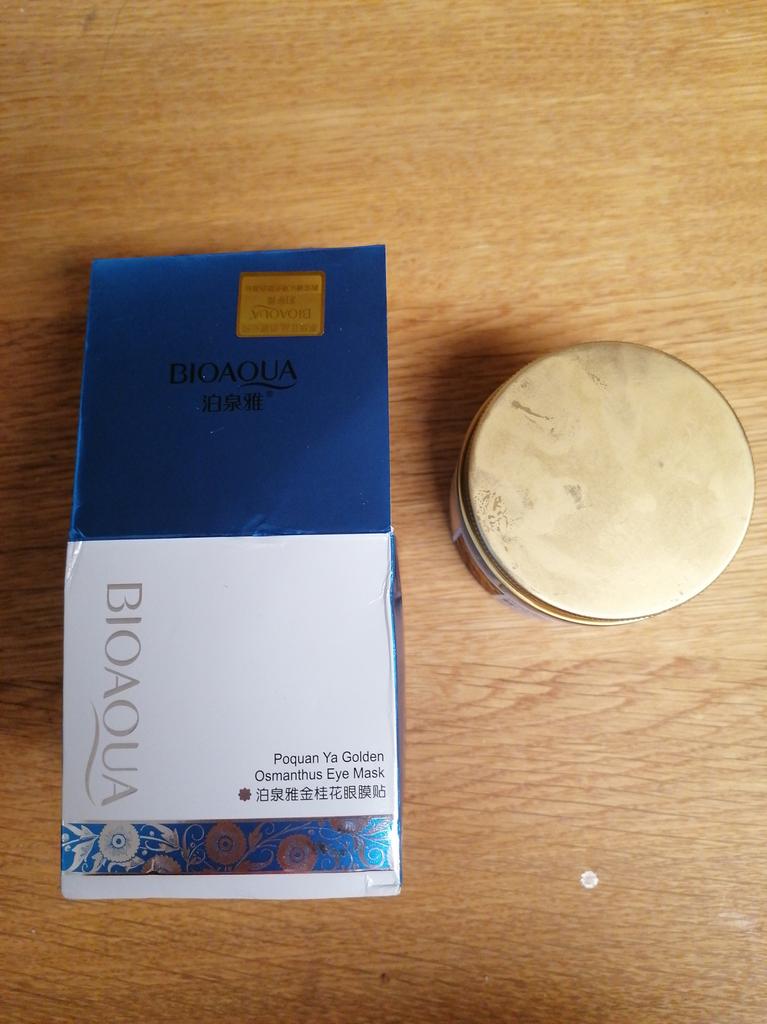 BIOAQUA
BIOAQUA
泊泉雅®
BIOAQUA
Poquan Ya Golden
Osmanthus Eye Mask
泊泉雅金桂花眼膜贴